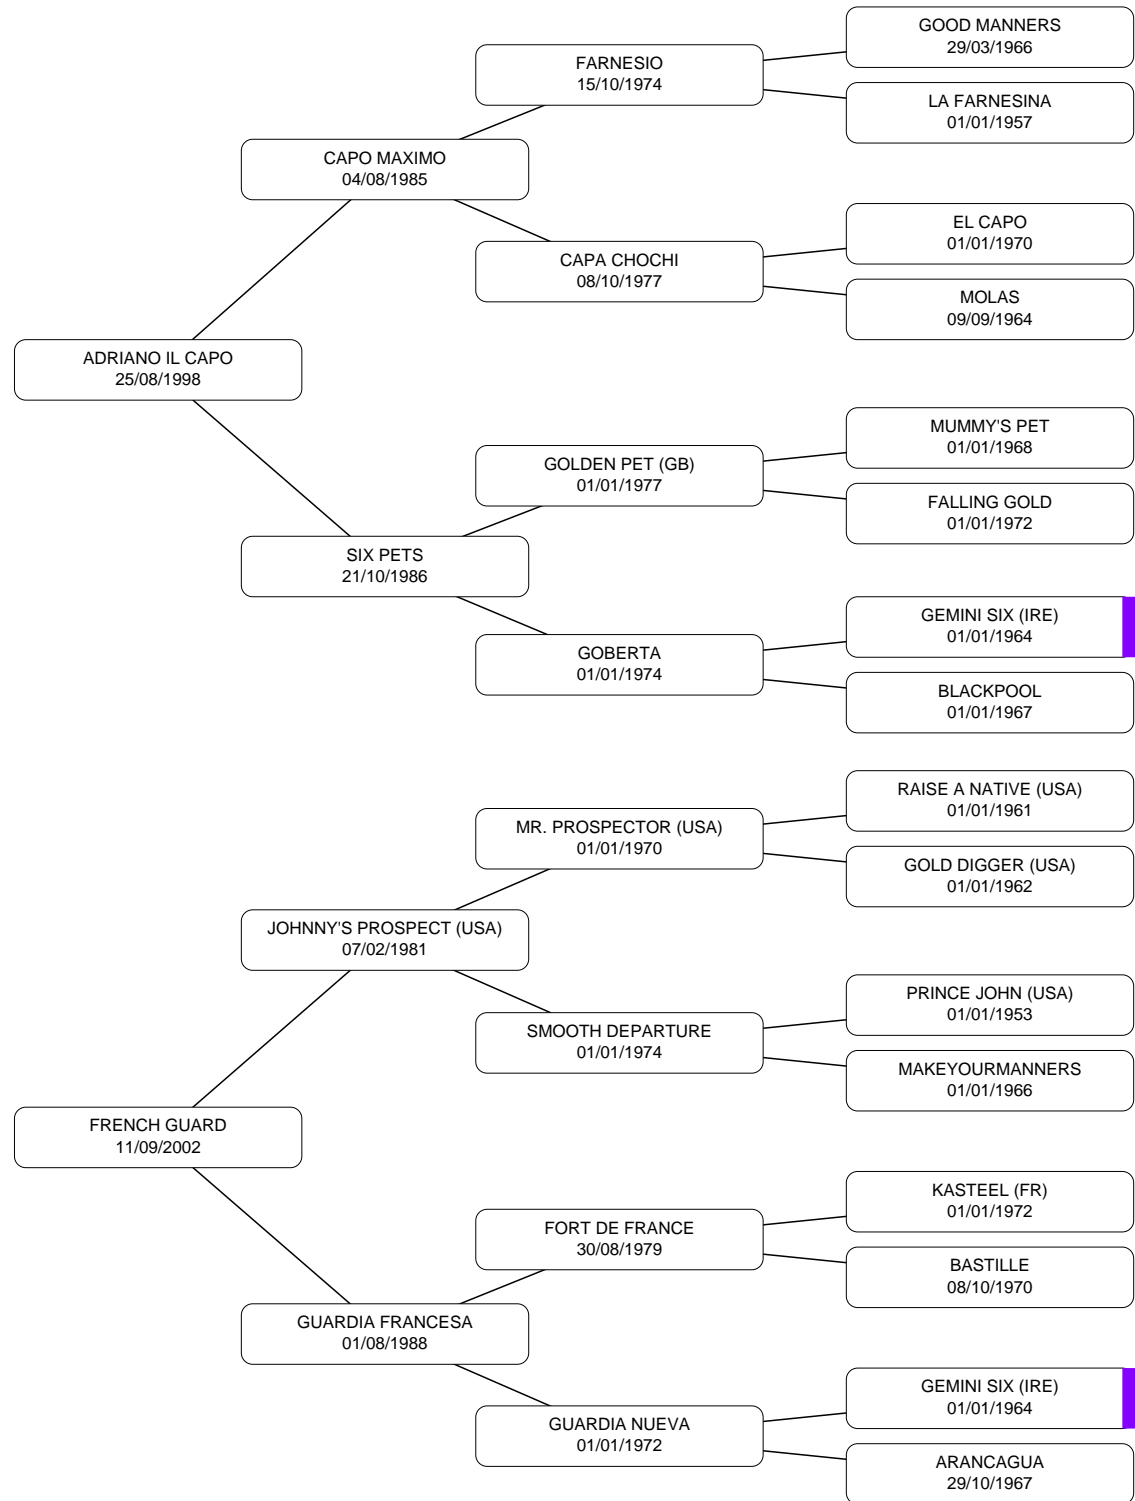 GOOD MANNERS
29/03/1966
FARNESIO
15/10/1974
LA FARNESINA
01/01/1957
CAPO MAXIMO
04/08/1985
EL CAPO
01/01/1970
CAPA CHOCHI
08/10/1977
MOLAS
09/09/1964
ADRIANO IL CAPO
25/08/1998
MUMMY'S PET
01/01/1968
GOLDEN PET (GB)
01/01/1977
FALLING GOLD
01/01/1972
SIX PETS
21/10/1986
GEMINI SIX (IRE)
01/01/1964
GOBERTA
01/01/1974
BLACKPOOL
01/01/1967
RAISE A NATIVE (USA)
01/01/1961
MR. PROSPECTOR (USA)
01/01/1970
GOLD DIGGER (USA)
01/01/1962
JOHNNY'S PROSPECT (USA)
07/02/1981
PRINCE JOHN (USA)
01/01/1953
SMOOTH DEPARTURE
01/01/1974
MAKEYOURMANNERS
01/01/1966
FRENCH GUARD
11/09/2002
KASTEEL (FR)
01/01/1972
FORT DE FRANCE
30/08/1979
BASTILLE
08/10/1970
GUARDIA FRANCESA
01/08/1988
GEMINI SIX (IRE)
01/01/1964
GUARDIA NUEVA
01/01/1972
ARANCAGUA
29/10/1967